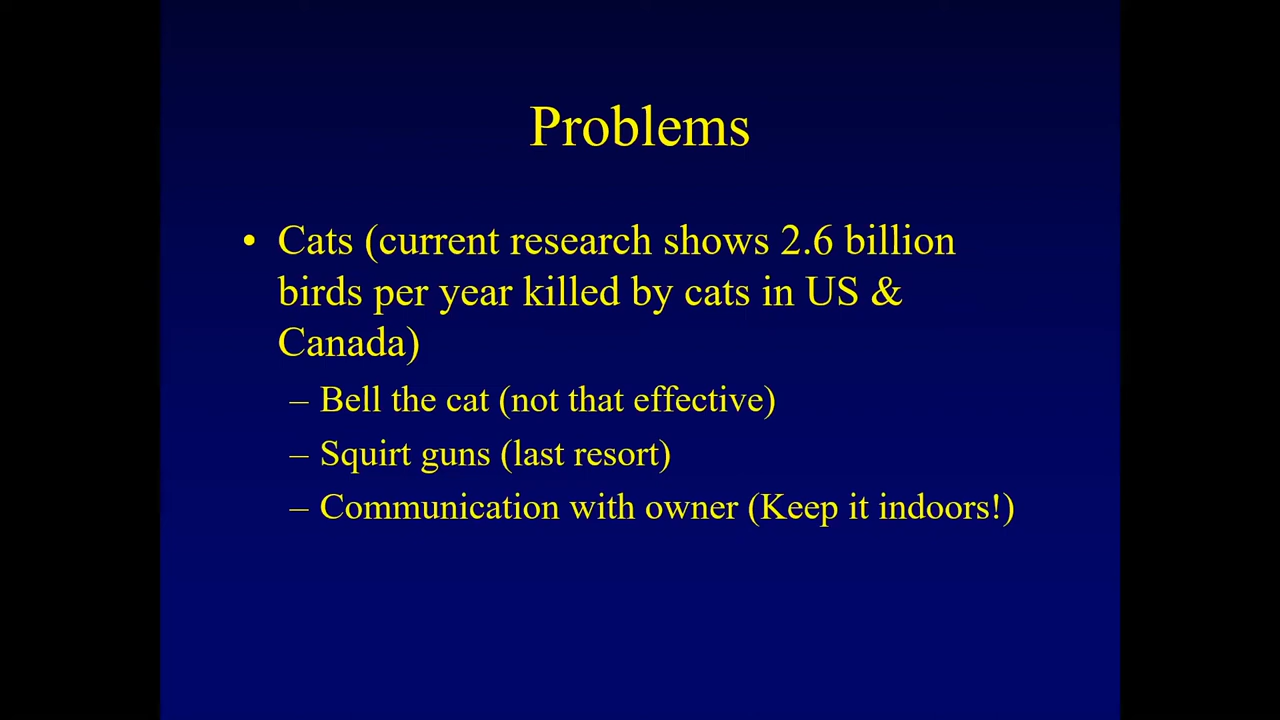 Problems
• Cats (current research shows 2.6 billion
birds per year killed by cats in US &
Canada)
– Bell the cat (not that effective)
– Squirt guns (last resort)
– Communication with owner (Keep it indoors!)